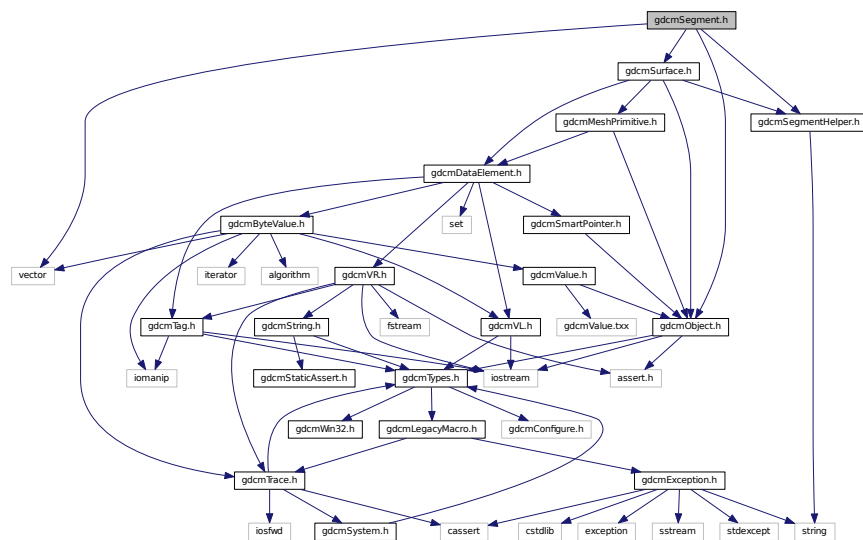 gdcmSegment.h
gdcmSurface.h
gdcmMeshPrimitive.h
gdcmSegmentHelper.h
gdcmDataElement.h
gdcmByteValue.h
set
gdcmSmartPointer.h
vector
iterator
algorithm
gdcmVR.h
gdcmValue.h
gdcmTag.h
gdcmString.h
fstream
gdcmVL.h
gdcmValue.txx
gdcmObject.h
iomanip
gdcmStaticAssert.h
gdcmTypes.h
iostream
assert.h
gdcmWin32.h
gdcmLegacyMacro.h
gdcmConfigure.h
gdcmTrace.h
gdcmException.h
iosfwd
gdcmSystem.h
cassert
cstdlib
exception
sstream
stdexcept
string